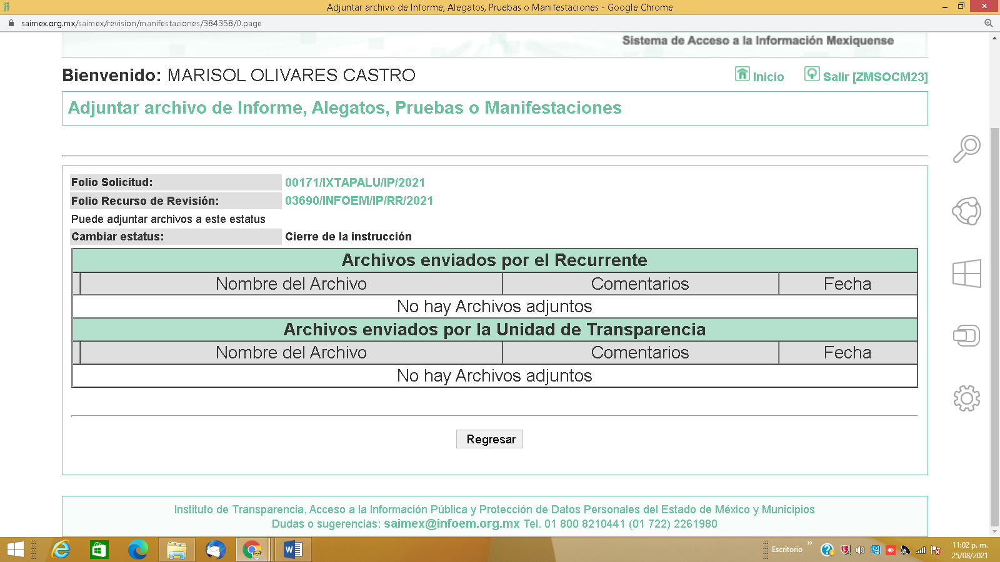 Adjuntar archivo de Informe, Alegatos, Pruebas o Manifestaciones - Google Chrome
saimex.org.mx/saimex/revision/manifestaciones/384358/0.page
Sistema de Acceso a la Información Mexiquense
Bienvenido: MARISOL OLIVARES CASTRO
Inicio
Salir [ZMSOCM23]
Adjuntar archivo de Informe, Alegatos, Pruebas o Manifestaciones
Folio Solicitud: 00171/IXTAPALU/IP/2021
Folio Recurso de Revisión: 03690/INFOEM/IP/RR/2021
Puede adjuntar archivos a este estatus
Cambiar estatus: Cierre de la instrucción
Archivos enviados por el Recurrente
Nombre del Archivo Comentarios Fecha
No hay Archivos adjuntos
Archivos enviados por la Unidad de Transparencia
Nombre del Archivo Comentarios Fecha
No hay Archivos adjuntos
Regresar
Instituto de Transparencia, Acceso a la Información Pública y Protección de Datos Personales del Estado de México y Municipios
Dudas o sugerencias: saimex@infoem.org.mx Tel. 01 800 8210441 (01 722) 2261980
Escritorio
11:02 p. m.
25/08/2021